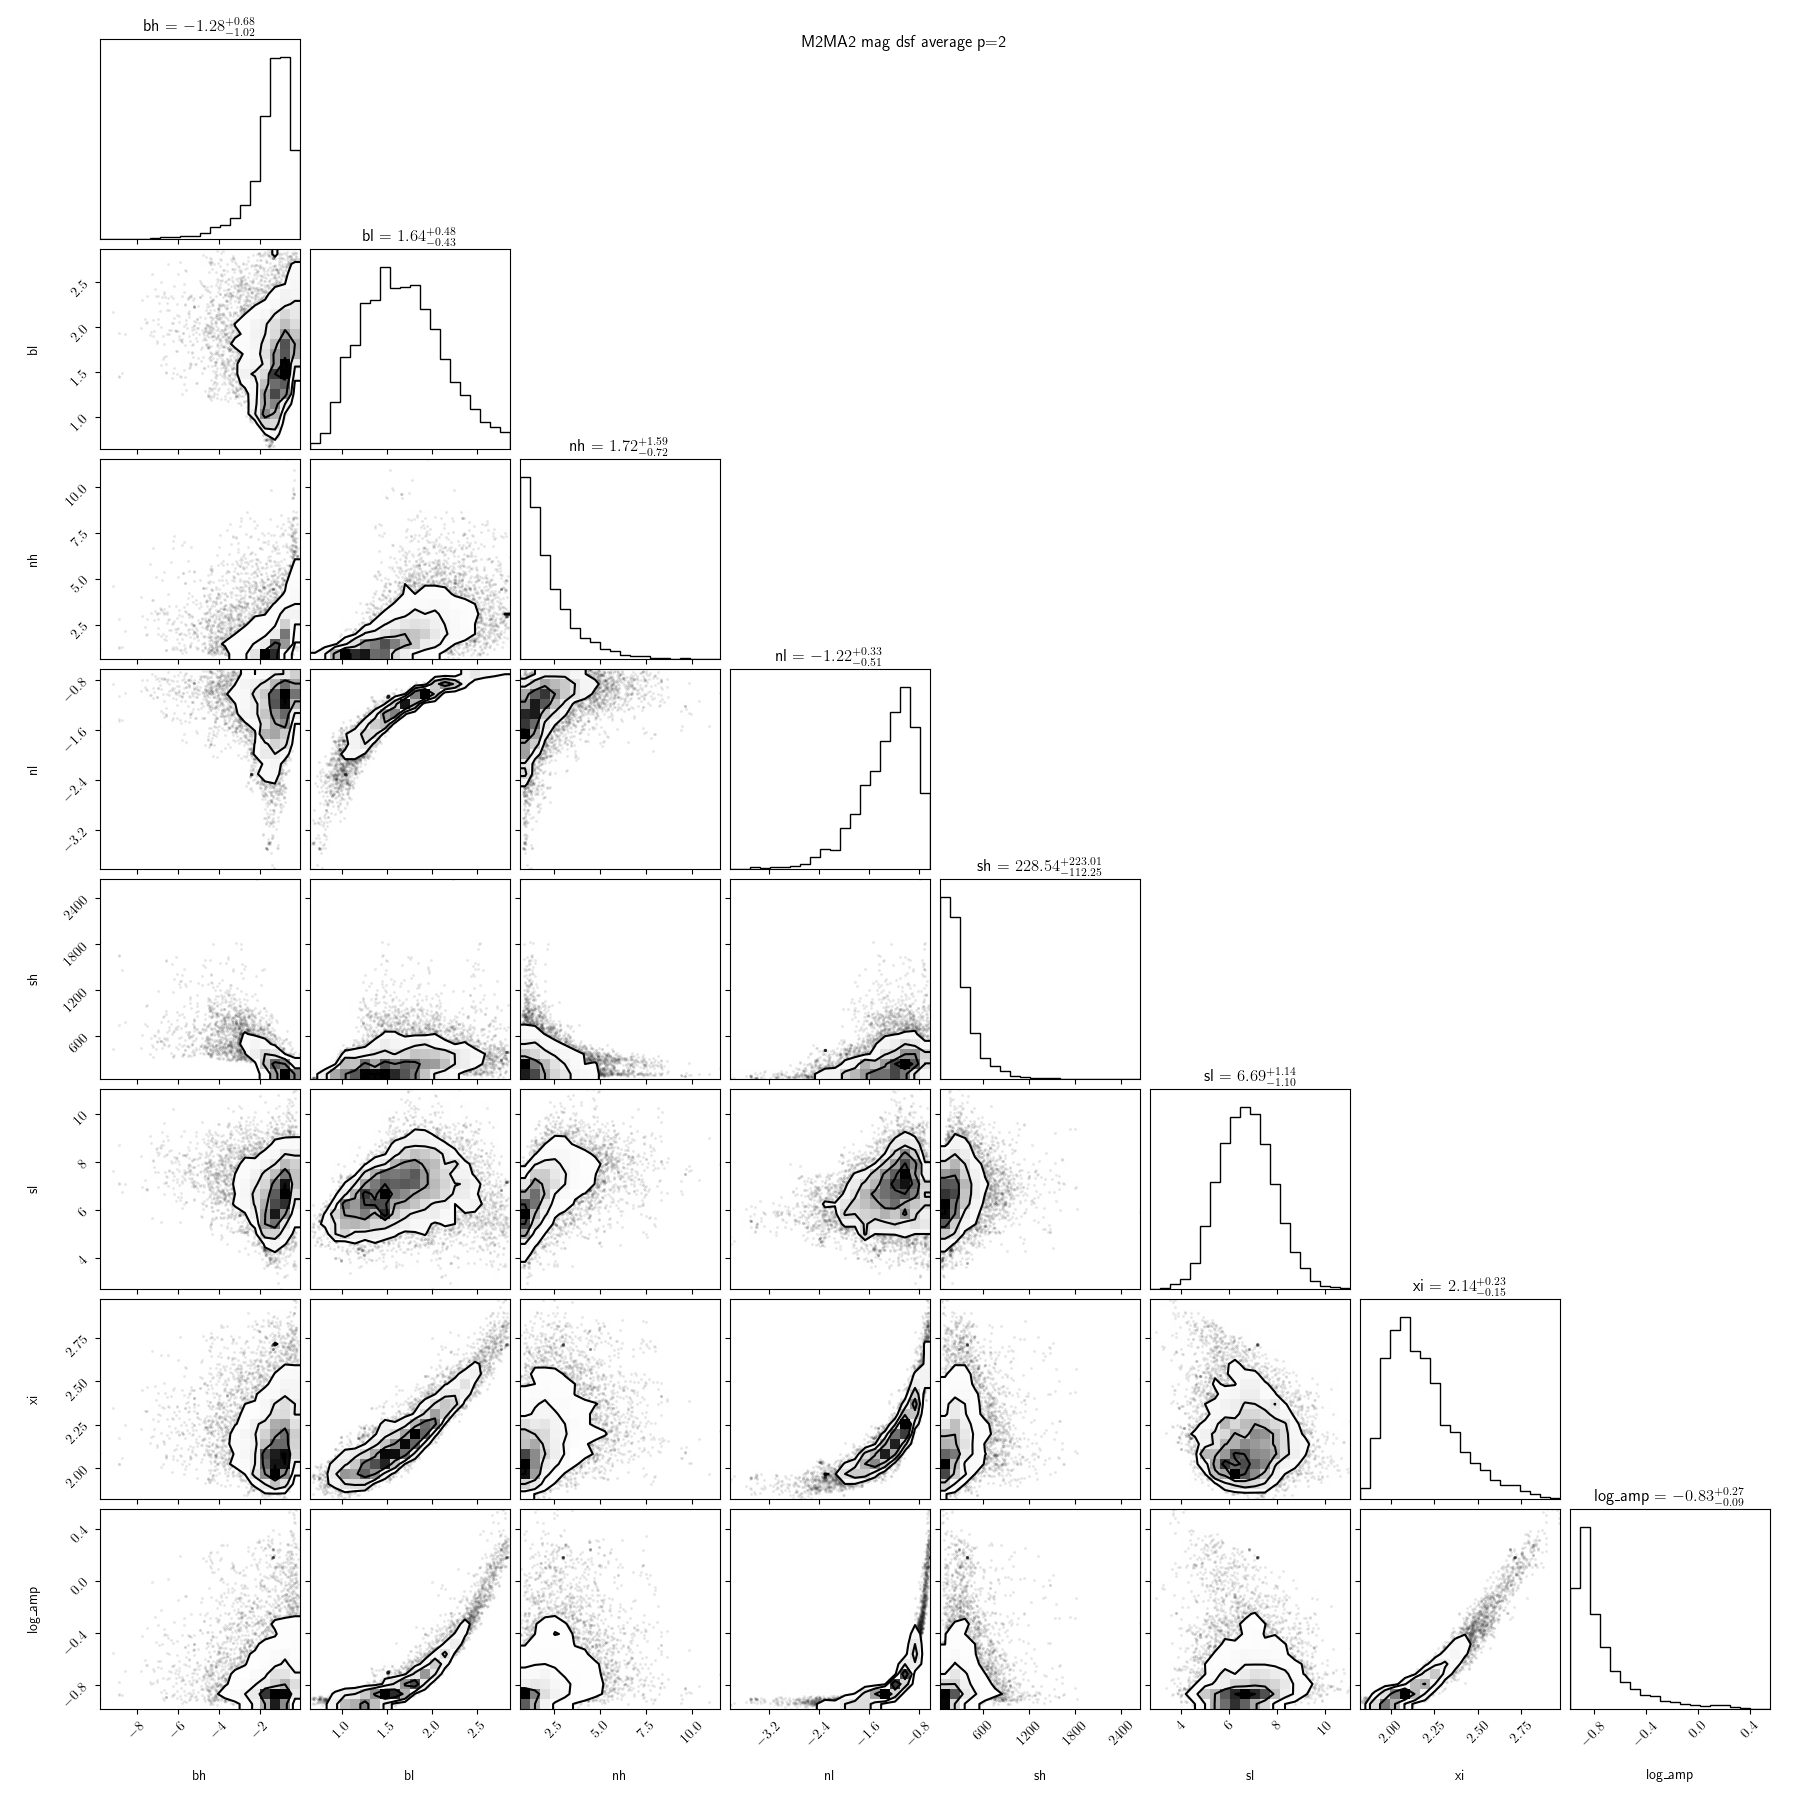 bh = −1.28^{+0.68}_{−1.02}
M2MA2 mag dsf average p=2
bl = 1.64^{+0.48}_{−0.43}
2.5
2.0
1.5
1.0
bl
nh = 1.72^{+1.59}_{−0.72}
10.0
7.5
5.0
2.5
nh
nl = −1.22^{+0.33}_{−0.51}
−0.8
−1.6
−2.4
−3.2
nl
sh = 228.54^{+223.01}_{−112.25}
2400
1800
1200
600
sh
sl = 6.69^{+1.14}_{−1.10}
10
8
6
4
sl
xi = 2.14^{+0.23}_{−0.15}
2.75
2.50
2.25
2.00
xi
log_amp = −0.83^{+0.27}_{−0.09}
0.4
0.0
−0.4
−0.8
log_amp
−8 −6 −4 −2 1.0 1.5 2.0 2.5 2.5 5.0 7.5 10.0 −3.2 −2.4 −1.6 −0.8 600 1200 1800 2400 4 6 8 10 2.00 2.25 2.50 2.75 −0.8 −0.4 0.0 0.4
bh bl nh nl sh sl xi log_amp